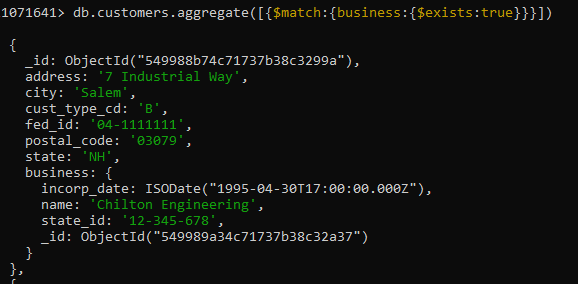 1071641> db.customers.aggregate([{$match:{business:{$exists:true}}}])
{
_id: ObjectId("549988b74c71737b38c3299a"),
address: '7 Industrial Way',
city: 'Salem',
cust_type_cd: 'B',
fed_id: '04-1111111',
postal_code: '03079',
state: 'NH',
business: {
incorp_date: ISODate("1995-04-30T17:00:00.000Z"),
name: 'Chilton Engineering',
state_id: '12-345-678',
_id: ObjectId("549989a34c71737b38c32a37")
}
},
{